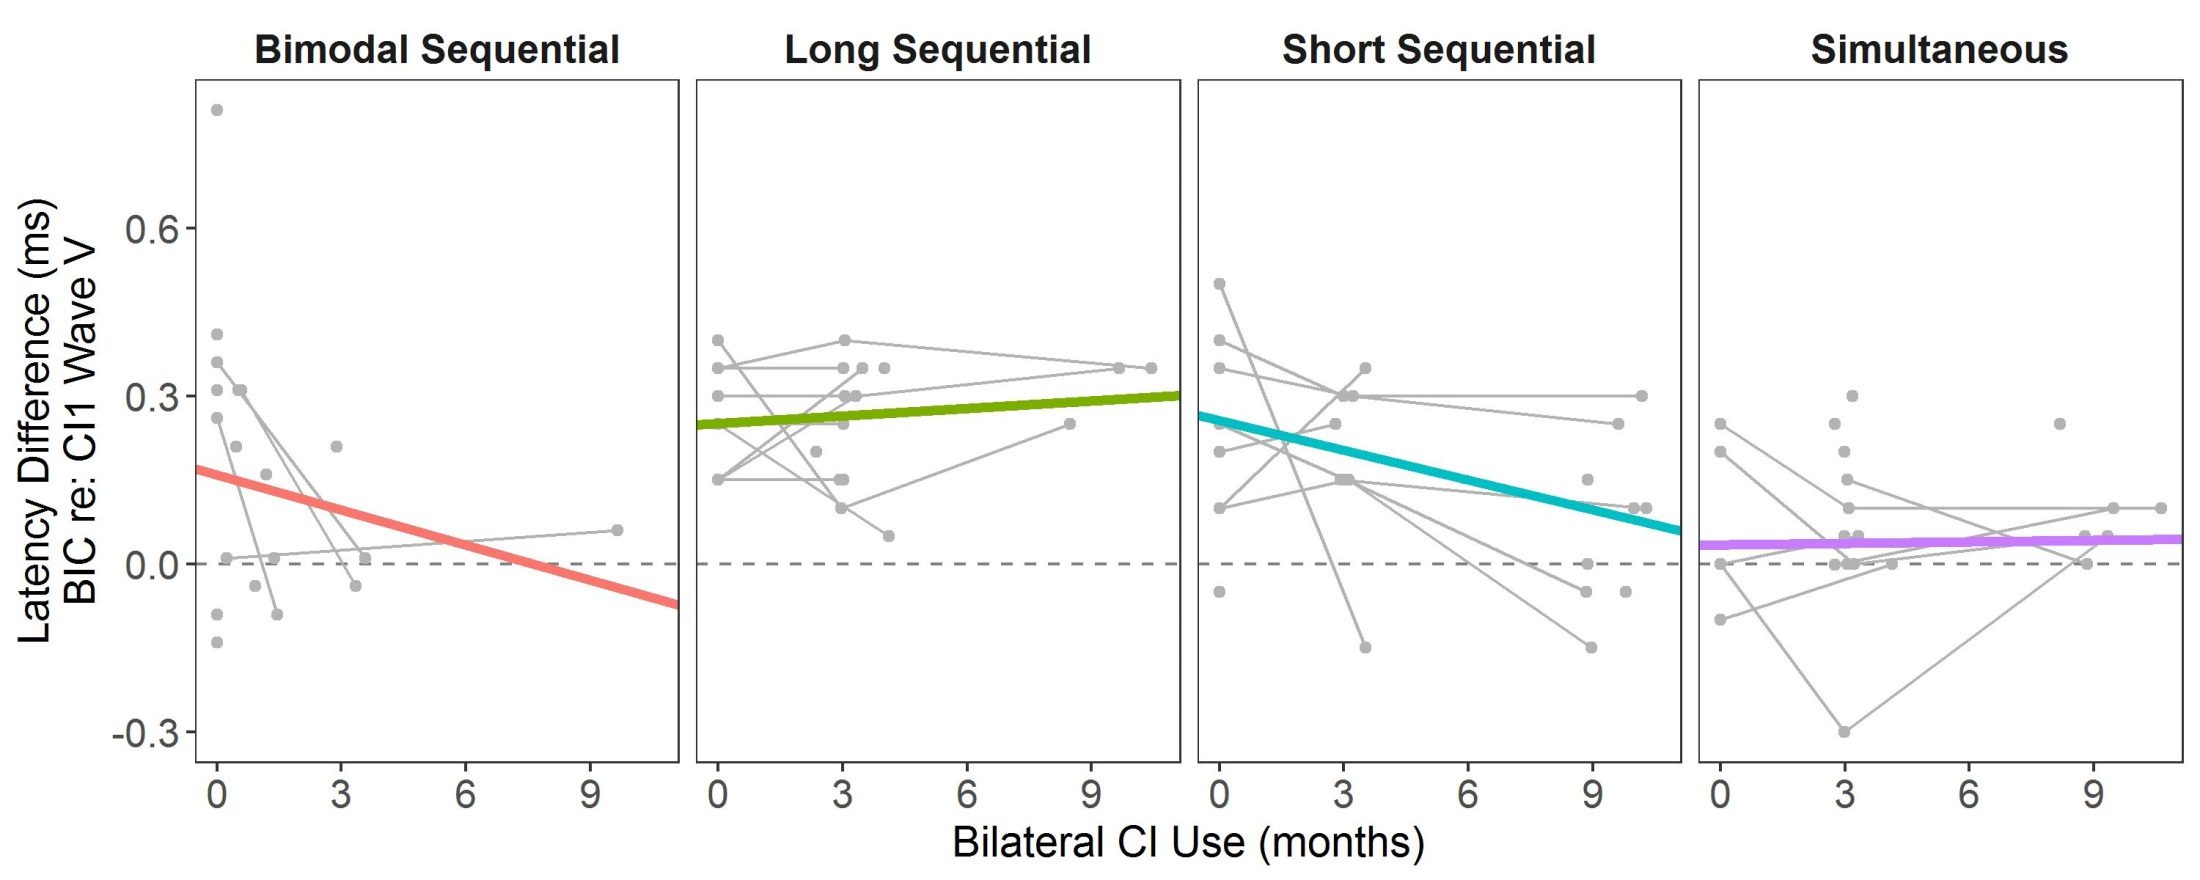 Bimodal Sequential
Long Sequential
Short Sequential
Simultaneous
Latency Difference (ms)
BIC re: CI1 Wave V
0.6
0.3
0.0
-0.3
0 3 6 9
0 3 6 9
0 3 6 9
0 3 6 9
Bilateral CI Use (months)